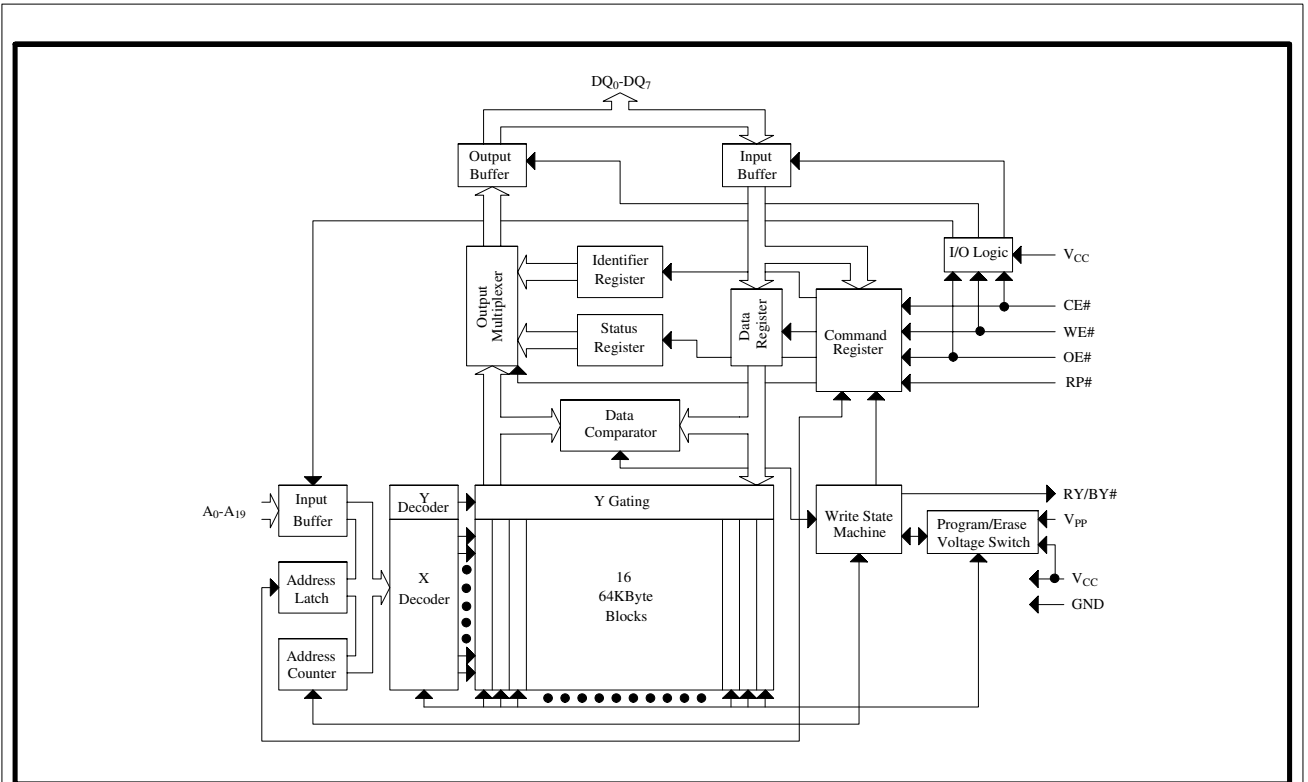 DQ0-DQ7
Output
Buffer
Input
Buffer
I/O Logic
VCC
Output
Multiplexer
Identifier
Register
Status
Register
Data
Register
Command
Register
CE#
WE#
OE#
RP#
Data
Comparator
A0-A19
Input
Buffer
Y
Decoder
Y Gating
Write State
Machine
RY/BY#
Program/Erase
Voltage Switch
VPP
VCC
GND
Address
Latch
X
Decoder
16
64KByte
Blocks
Address
Counter